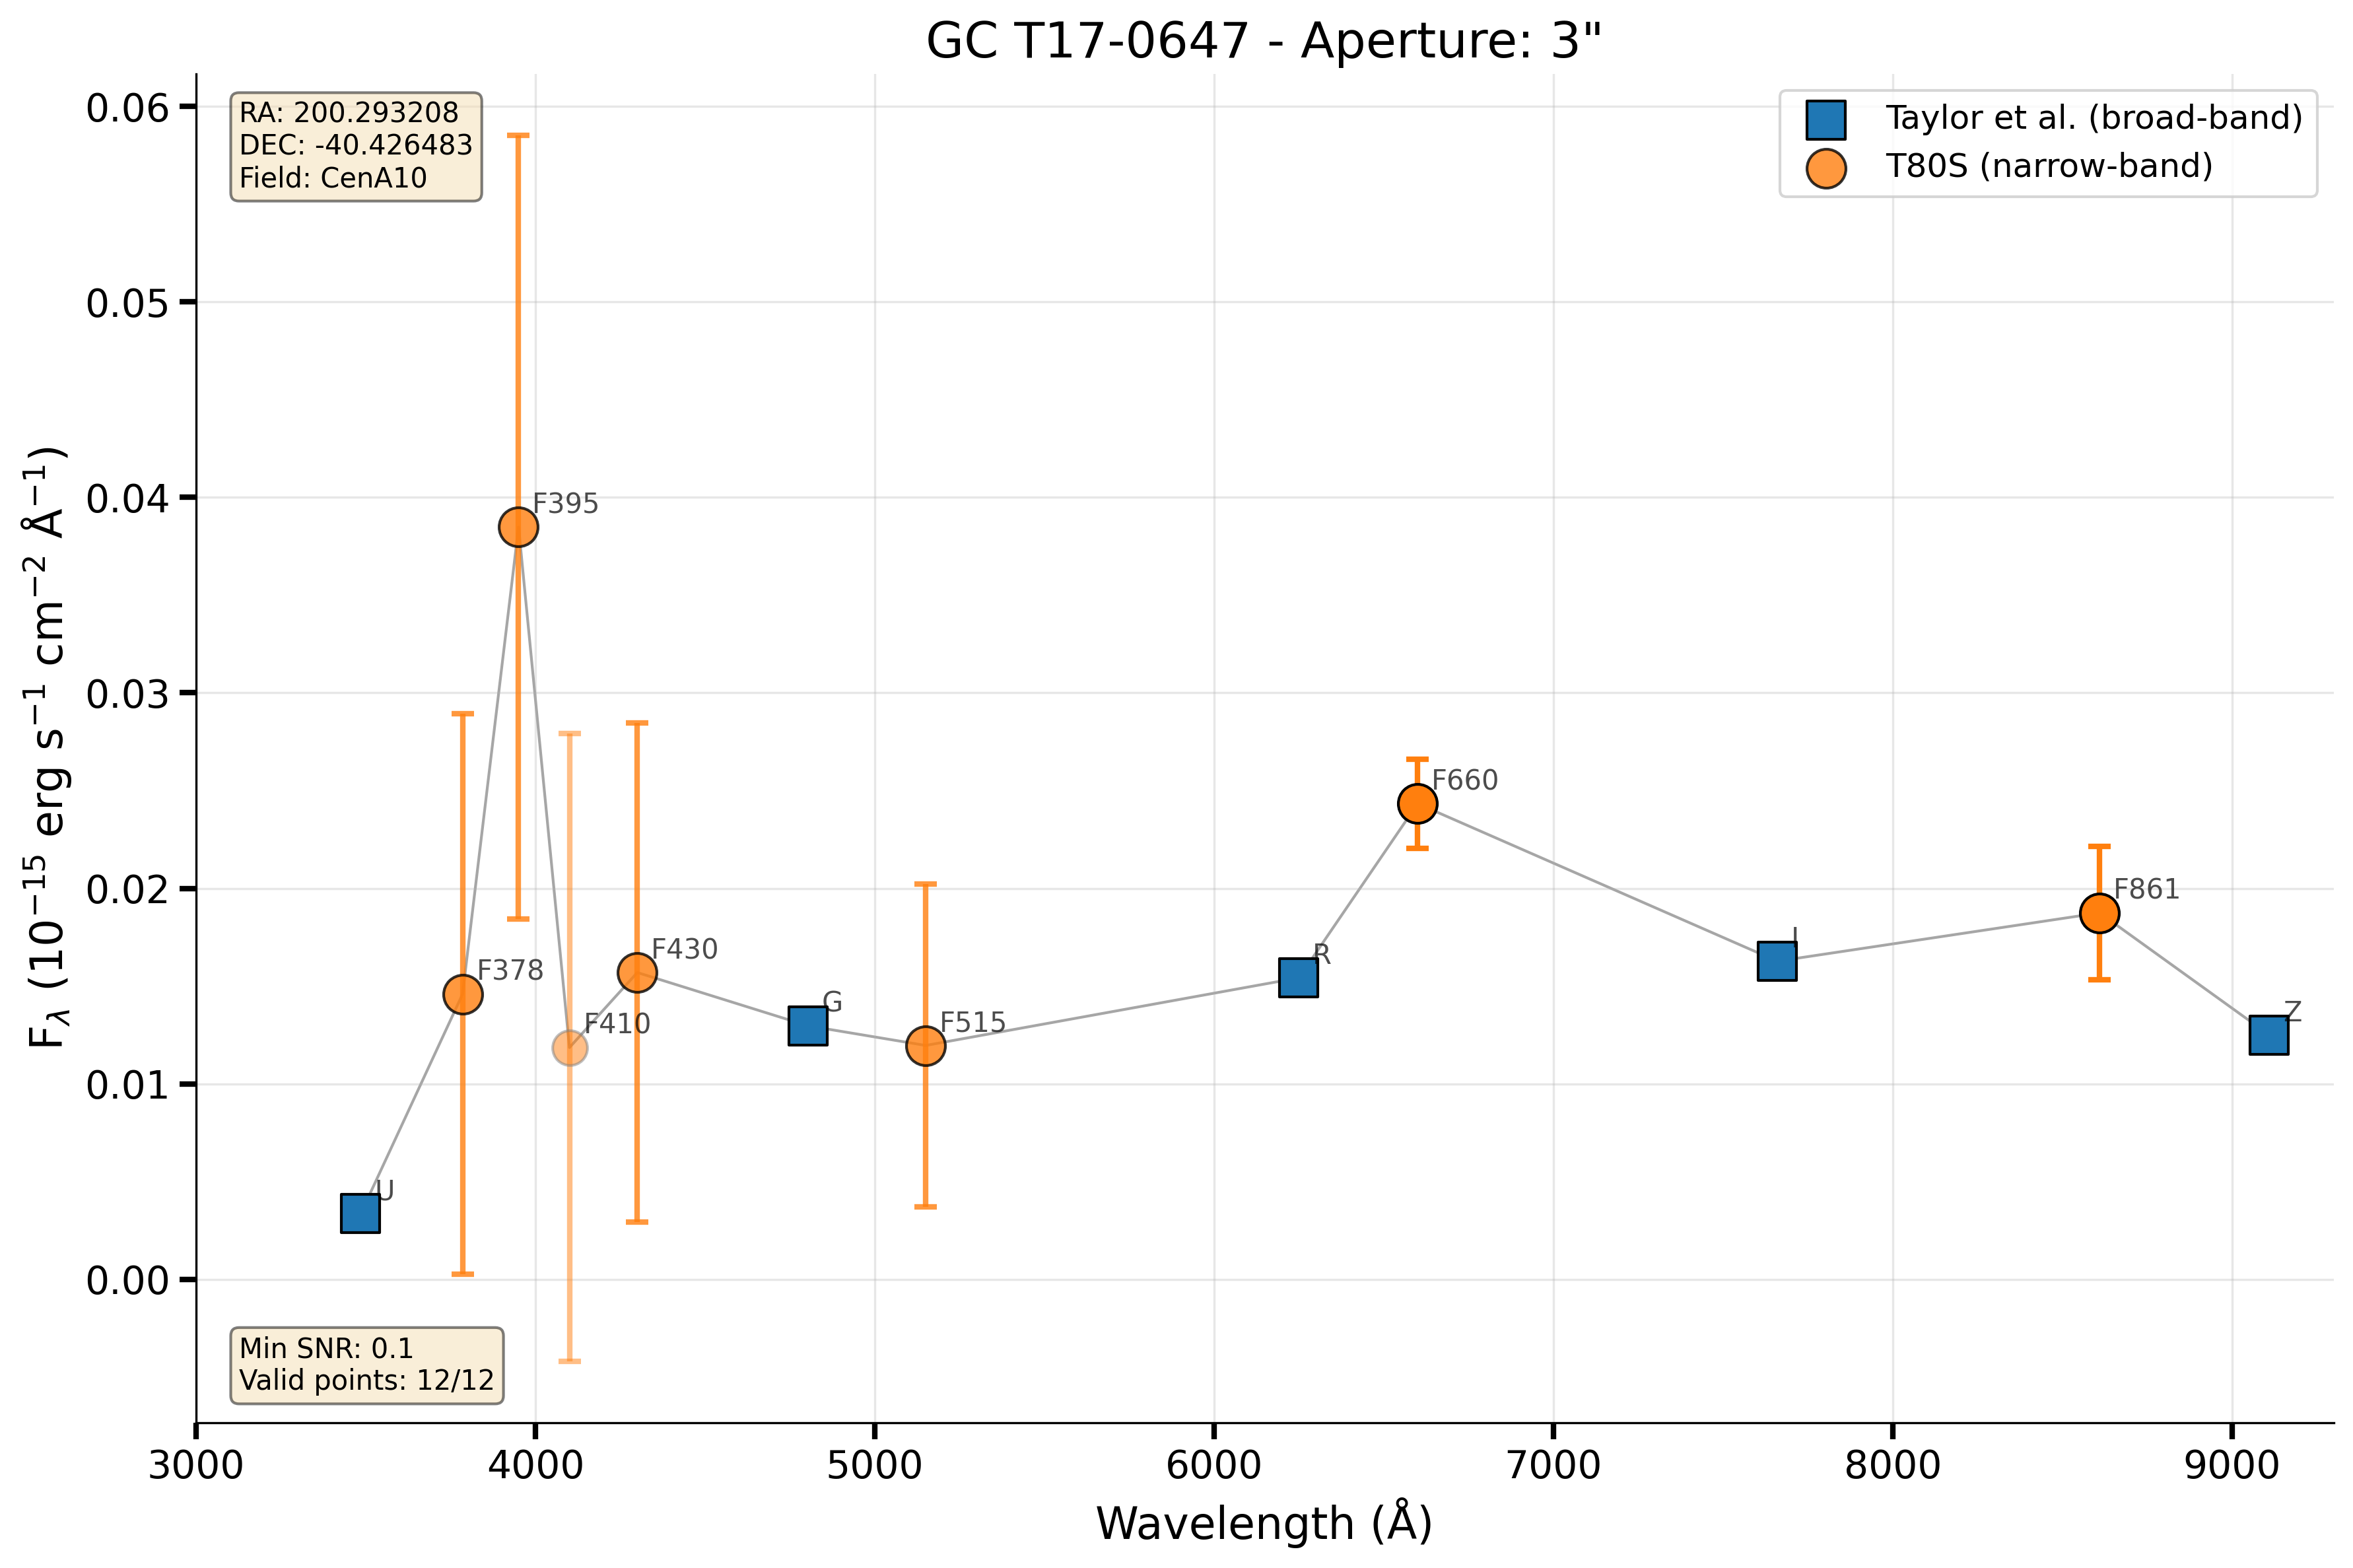 GC T17-0647 - Aperture: 3"
RA: 200.293208
DEC: -40.426483
Field: CenA10
Taylor et al. (broad-band)
T80S (narrow-band)
0.06
0.05
0.04
0.03
0.02
0.01
0.00
F$_λ$ (10$^{-15}$ erg s$^{-1}$ cm$^{-2}$ Å$^{-1}$)
F395
F378
F410
F430
G
F515
R
F660
I
F861
Z
U
Min SNR: 0.1
Valid points: 12/12
3000 4000 5000 6000 7000 8000 9000
Wavelength (Å)